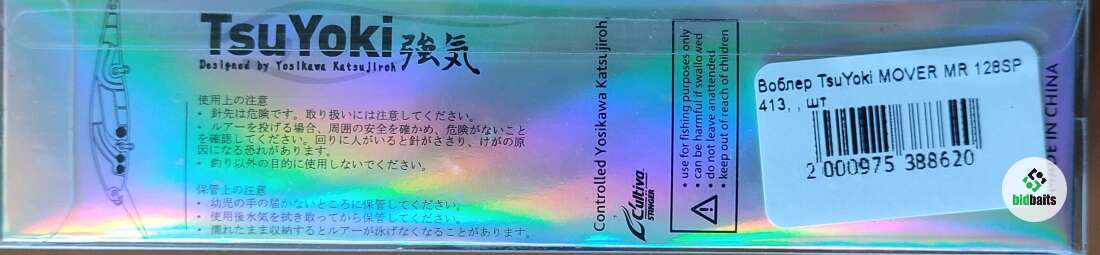 TsuYoki 強気
Designed by Yosikawa Katsujiroh
使用上の注意
• 針先は危険です。取り扱いには注意してください。
• ルアーを投げる場合、周囲の安全を確かめ、危険がないこと
を確認してください。回りに人がいると針がささり、けがの原
因になる恐れがあります。
• 釣り以外の目的に使用しないでください。
保管上の注意
• 幼児の手の届かないところに保管してください。
• 使用後水気を拭き取ってから保管してください。
• 濡れたまま収納するとルアーが泳げなくなることがあります。
Controlled Yosikawa Katsujiroh
Cultiva
STINGER
• use for fishing purposes only
• can be harmful if swallowed
• do not leave anattended
• keep out of reach of children
Воблер TsuYoki MOVER MR 128SP
413, , шт
2 000975 388620
MADE IN CHINA
bidbaits